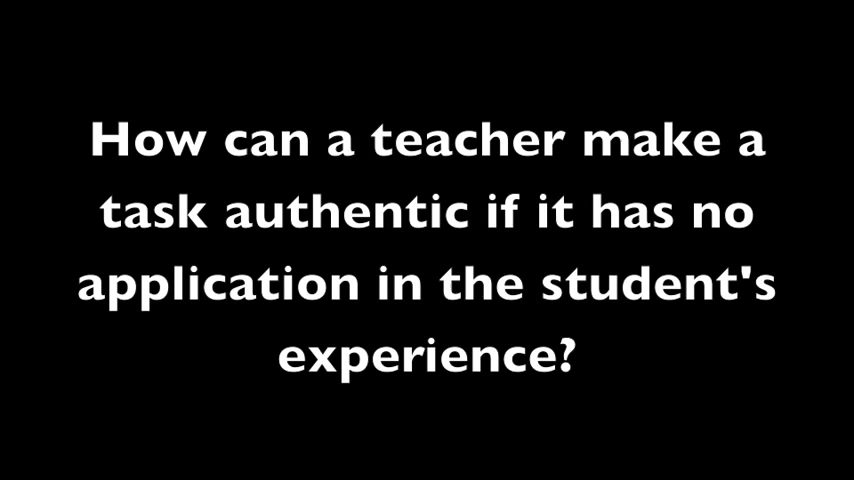 How can a teacher make a
task authentic if it has no
application in the student's
experience?